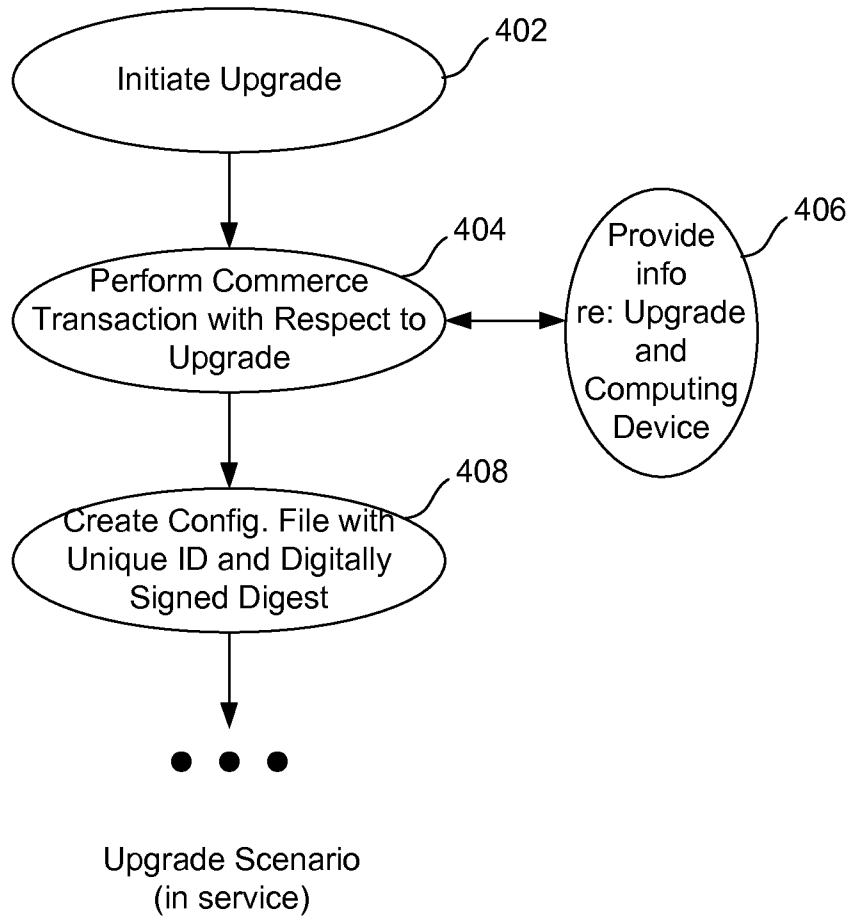 402
Initiate Upgrade
404
Perform Commerce
Transaction with Respect to
Upgrade
406
Provide
info
re: Upgrade
and
Computing
Device
408
Create Config. File with
Unique ID and Digitally
Signed Digest
Upgrade Scenario
(in service)